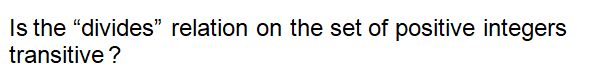 Is the “divides” relation on the set of positive integers
transitive ?